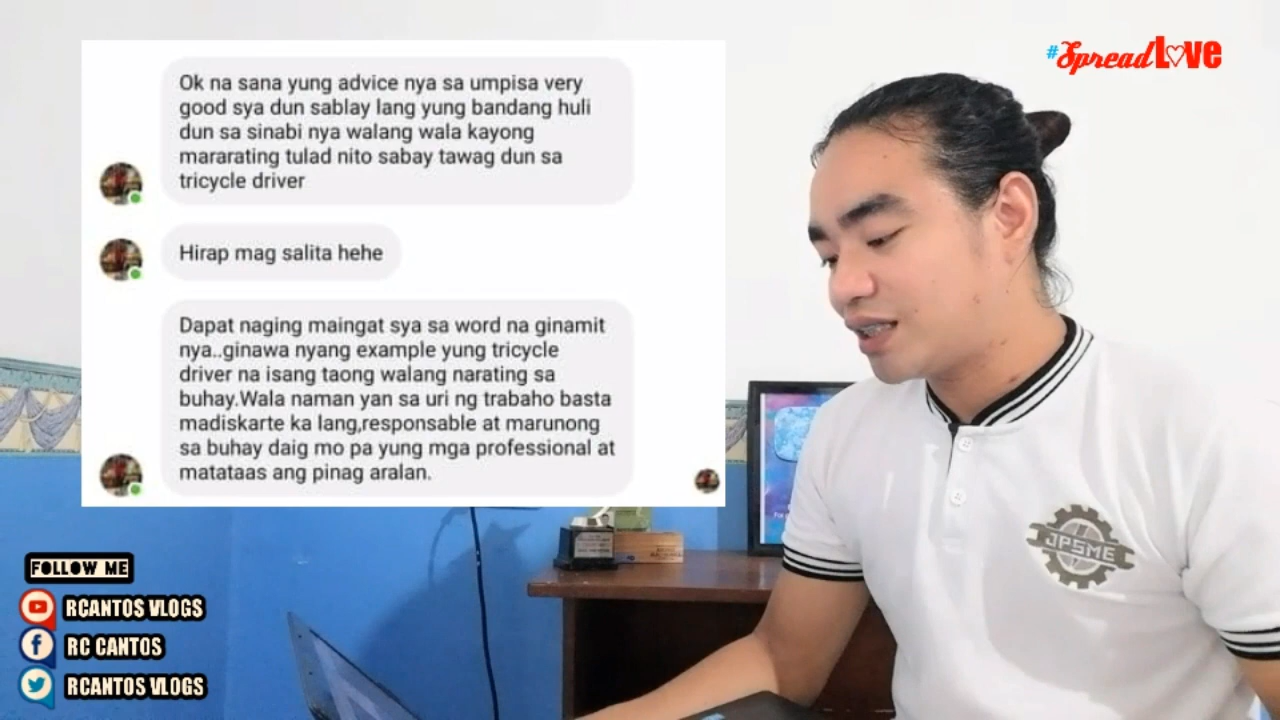 #SpreadLove
Ok na sana yung advice nya sa umpisa very
good sya dun sablay lang yung bandang huli
dun sa sinabi nya walang wala kayong
mararating tulad nito sabay tawag dun sa
tricycle driver
Hirap mag salita hehe
Dapat naging maingat sya sa word na ginamit
nya..ginawa nyang example yung tricycle
driver na isang taong walang narating sa
buhay.Wala naman yan sa uri ng trabaho basta
madiskarte ka lang,responsable at marunong
sa buhay daig mo pa yung mga professional at
matataas ang pinag aralan.
JPSME
FOLLOW ME
RCANTOS VLOGS
RC CANTOS
RCANTOS VLOGS